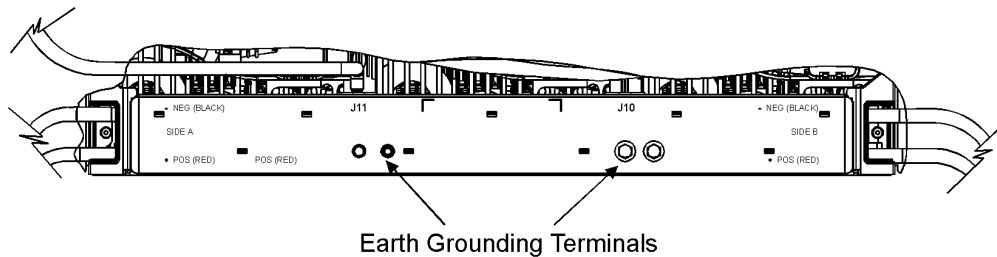 J11 J10
NEG (BLACK) NEG (BLACK)
SIDE A SIDE B
POS (RED) POS (RED) POS (RED)
Earth Grounding Terminals